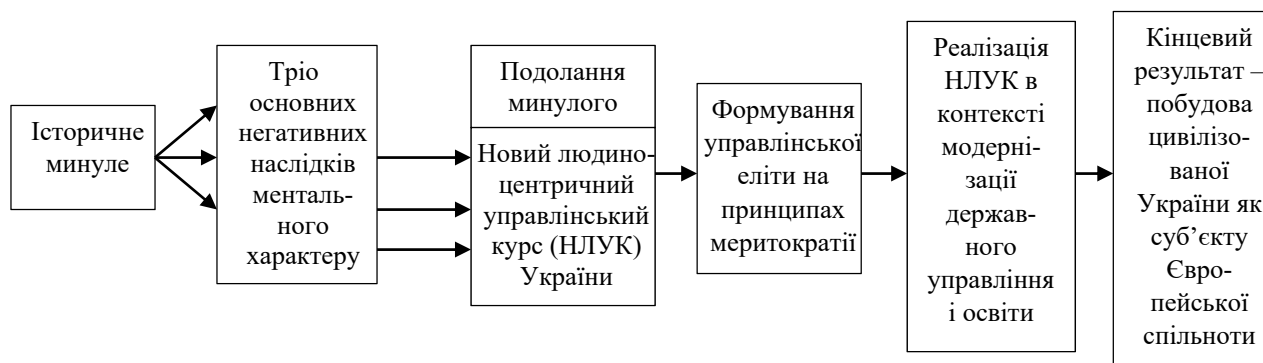 Історичне
минуле
Тріо
основних
негативних
наслідків
менталь-
ного
характеру
Подолання
минулого
Новий людино-
центричний
управлінський
курс (НЛУК)
України
Формування
управлінської
еліти на
принципах
меритократії
Реалізація
НЛУК в
контексті
модерні-
зації
держав-
ного
управління
і освіти
Кінцевий
результат –
побудова
цивілізо-
ваної
України як
суб’єкту
Євро-
пейської
спільноти